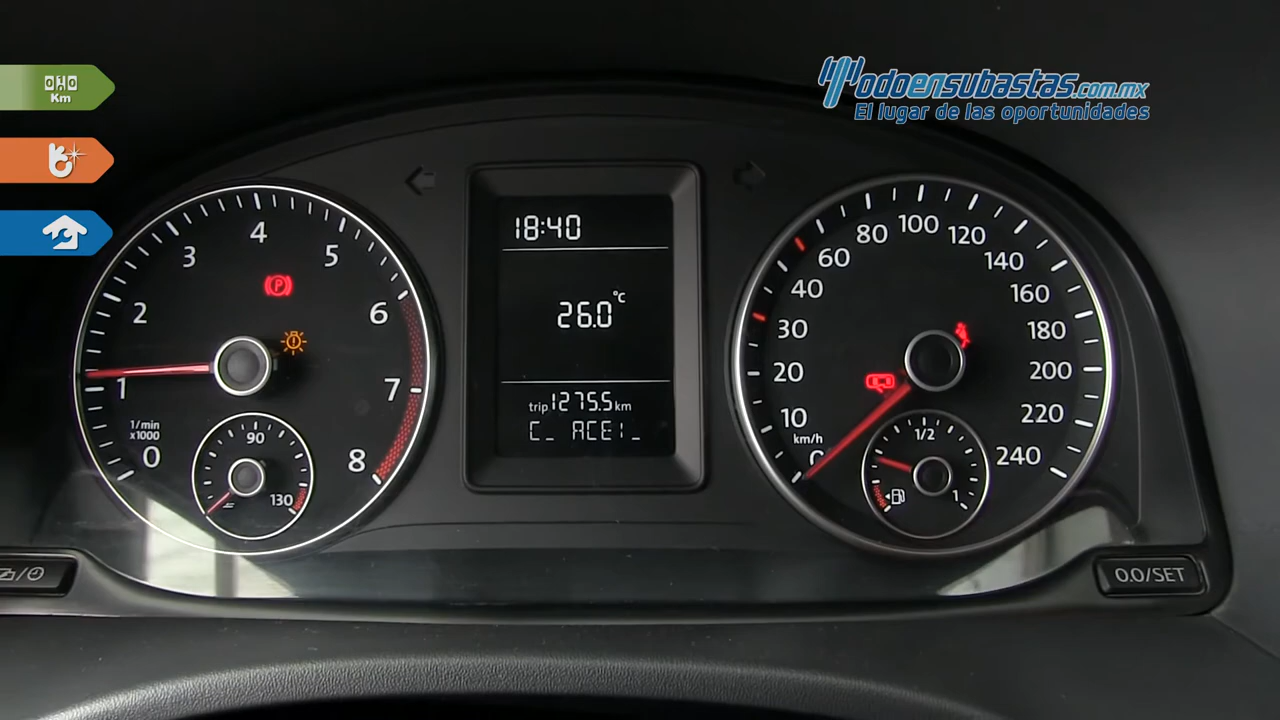 Km
Todoensubastas.com.mx
El lugar de las oportunidades
18:40
26.0°C
trip 1275.5 km
0
1
2
3
4
5
6
7
8
1/min
x1000
90
130
P
0
10
20
30
40
60
80
100
120
140
160
180
200
220
240
km/h
1/2
1
0.0/SET